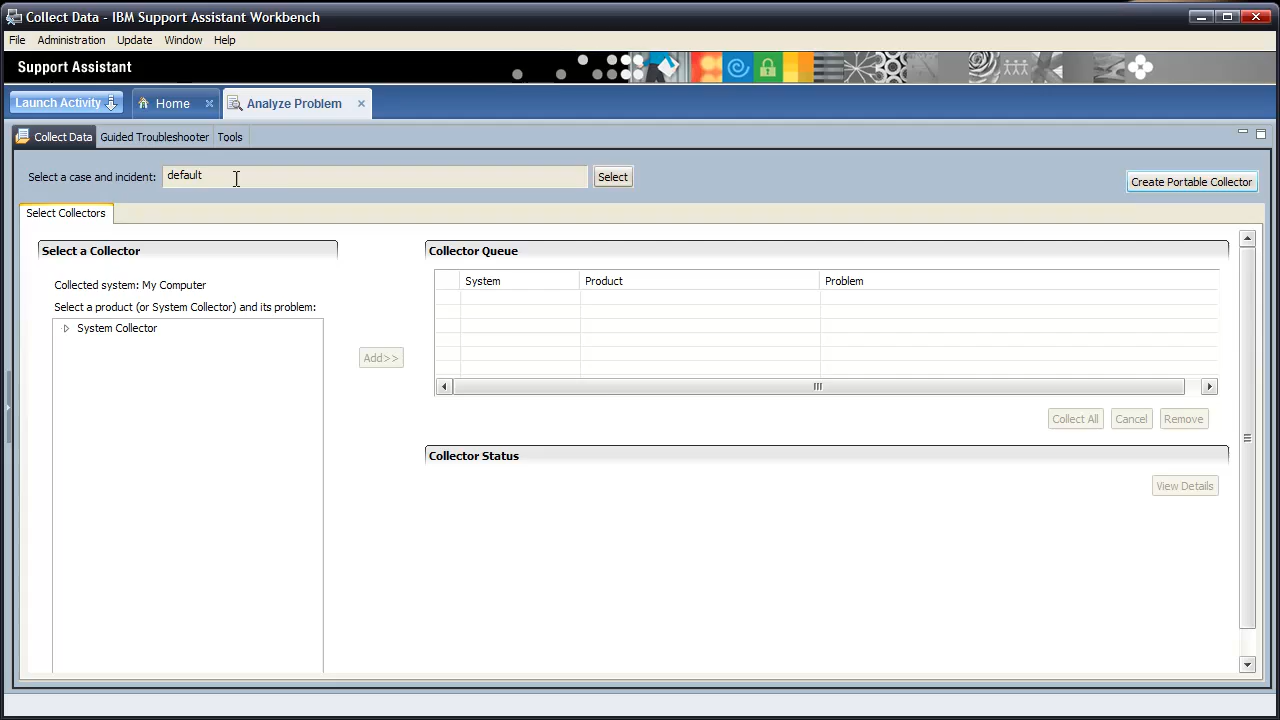 Collect Data - IBM Support Assistant Workbench
File Administration Update Window Help
Support Assistant
Launch Activity Home Analyze Problem
Collect Data Guided Troubleshooter Tools
Select a case and incident: default Select
Create Portable Collector
Select Collectors
Select a Collector
Collected system: My Computer
Select a product (or System Collector) and its problem:
System Collector
Add>>
Collector Queue
System Product Problem
Collect All Cancel Remove
Collector Status
View Details